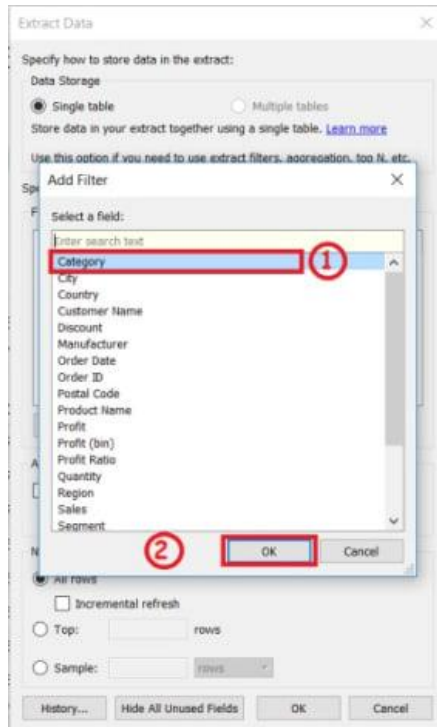 Extract Data
Specify how to store data in the extract:
Data Storage
Single table
Multiple tables
Store data in your extract together using a single table. Learn more
Use this option if you need to use extract filters, aggregation, top N, etc.
Add Filter
Select a field:
Enter search text
Category
1
City
Country
Customer Name
Discount
Manufacturer
Order Date
Order ID
Postal Code
Product Name
Profit
Profit (bin)
Profit Ratio
Quantity
Region
Sales
Segment
2
OK
Cancel
All rows
Incremental refresh
Top:
rows
Sample:
rows
History...
Hide All Unused Fields
OK
Cancel